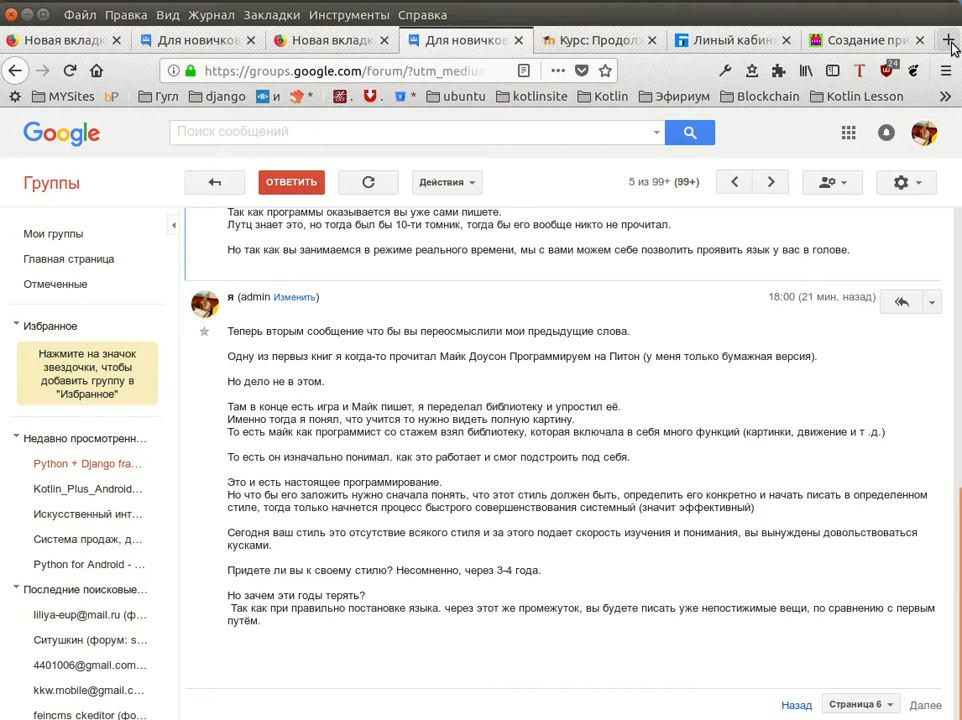 Файл Правка Вид Журнал Закладки Инструменты Справка
Новая вкладк Для новичков Новая вкладк Для новичков Курс: Продол Линый кабин Создание при
https://groups.google.com/forum/?utm_medium 24
MYSites bP Гугл django и * . . * ubuntu kotlinsite Kotlin Эфириум Blockchain Kotlin Lesson
Google Поиск сообщений
Группы ОТВЕТИТЬ Действия 5 из 99+ (99+)
Мои группы
Главная страница
Отмеченные
Избранное
Нажмите на значок
звездочки, чтобы
добавить группу в
"Избранное"
Недавно просмотренн...
Python + Django fra...
Kotlin_Plus_Android...
Искусственный инт...
Система продаж, д...
Python for Android - ...
Последние поисковые...
liliya-eup@mail.ru (ф...
Ситушкин (форум: s...
4401006@gmail.com...
kkw.mobile@gmail.c...
feincms ckeditor (фо...
Так как программы оказывается вы уже сами пишете.
Лутц знает это, но тогда был бы 10-ти томник, тогда бы его вообще никто не прочитал.
Но так как вы занимаемся в режиме реального времени, мы с вами можем себе позволить проявить язык у вас в голове.
я (admin Изменить) 18:00 (21 мин. назад)
Теперь вторым сообщение что бы вы переосмыслили мои предыдущие слова.
Одну из первыз книг я когда-то прочитал Майк Доусон Программируем на Питон (у меня только бумажная версия).
Но дело не в этом.
Там в конце есть игра и Майк пишет, я переделал библиотеку и упростил её.
Именно тогда я понял, что учится то нужно видеть полную картину.
То есть майк как программист со стажем взял библиотеку, которая включала в себя много функций (картинки, движение и т .д.)
То есть он изначально понимал. как это работает и смог подстроить под себя.
Это и есть настоящее программирование.
Но что бы его заложить нужно сначала понять, что этот стиль должен быть, определить его конкретно и начать писать в определенном
стиле, тогда только начнется процесс быстрого совершенствования системный (значит эффективный)
Сегодня ваш стиль это отсутствие всякого стиля и за этого подает скорость изучения и понимания, вы вынуждены довольствоваться
кусками.
Придете ли вы к своему стилю? Несомненно, через 3-4 года.
Но зачем эти годы терять?
Так как при правильно постановке языка. через этот же промежуток, вы будете писать уже непостижимые вещи, по сравнению с первым
путём.
Назад Страница 6 Далее